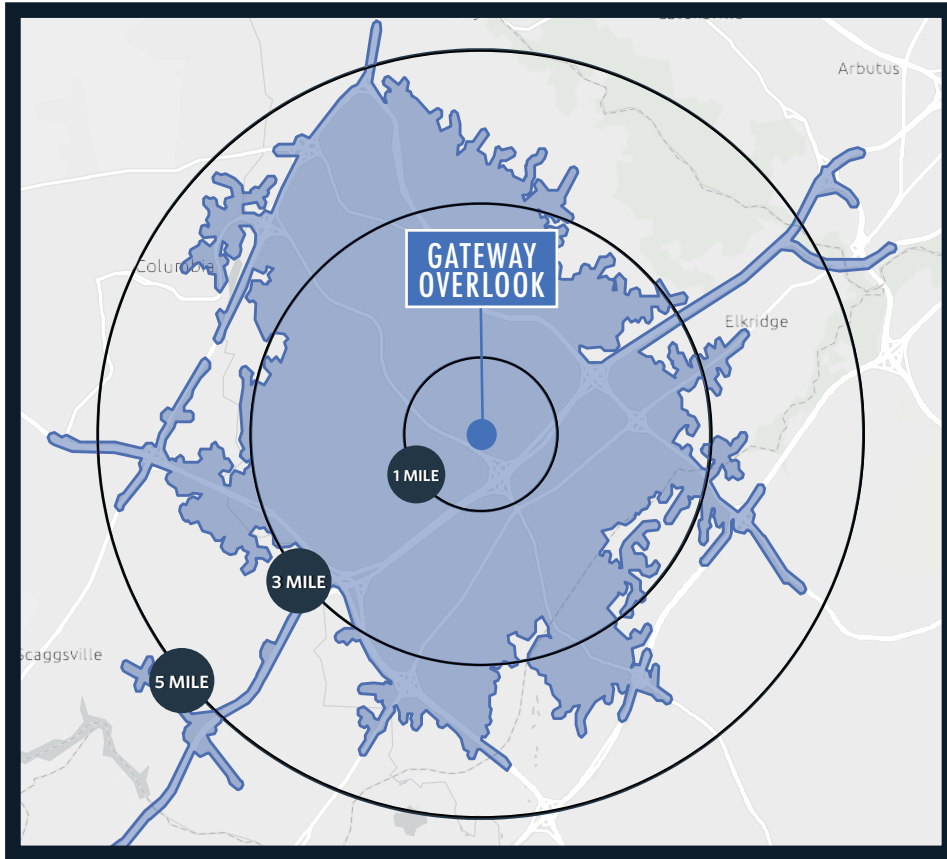 Arbutus
GATEWAY
OVERLOOK
Columbia
Elkridge
1 MILE
3 MILE
Scaggsville
5 MILE